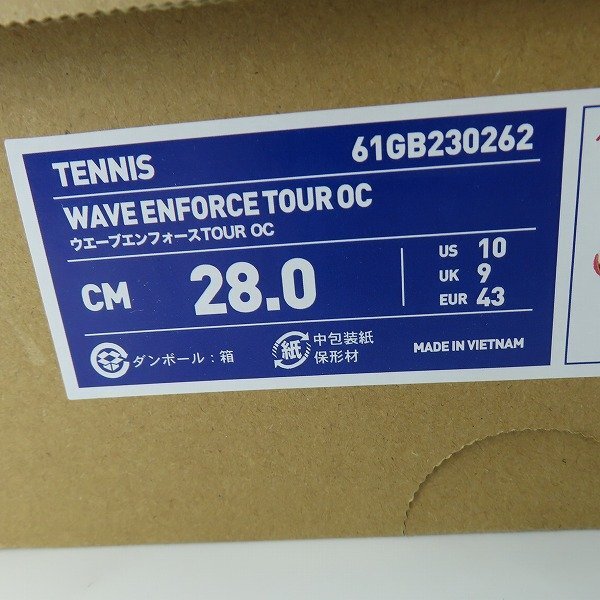 TENNIS 61GB230262
WAVE ENFORCE TOUR OC
ウエーブエンフォースTOUR OC
CM 28.0
US 10
UK 9
EUR 43
ダンボール：箱
紙 中包装紙
保形材
MADE IN VIETNAM